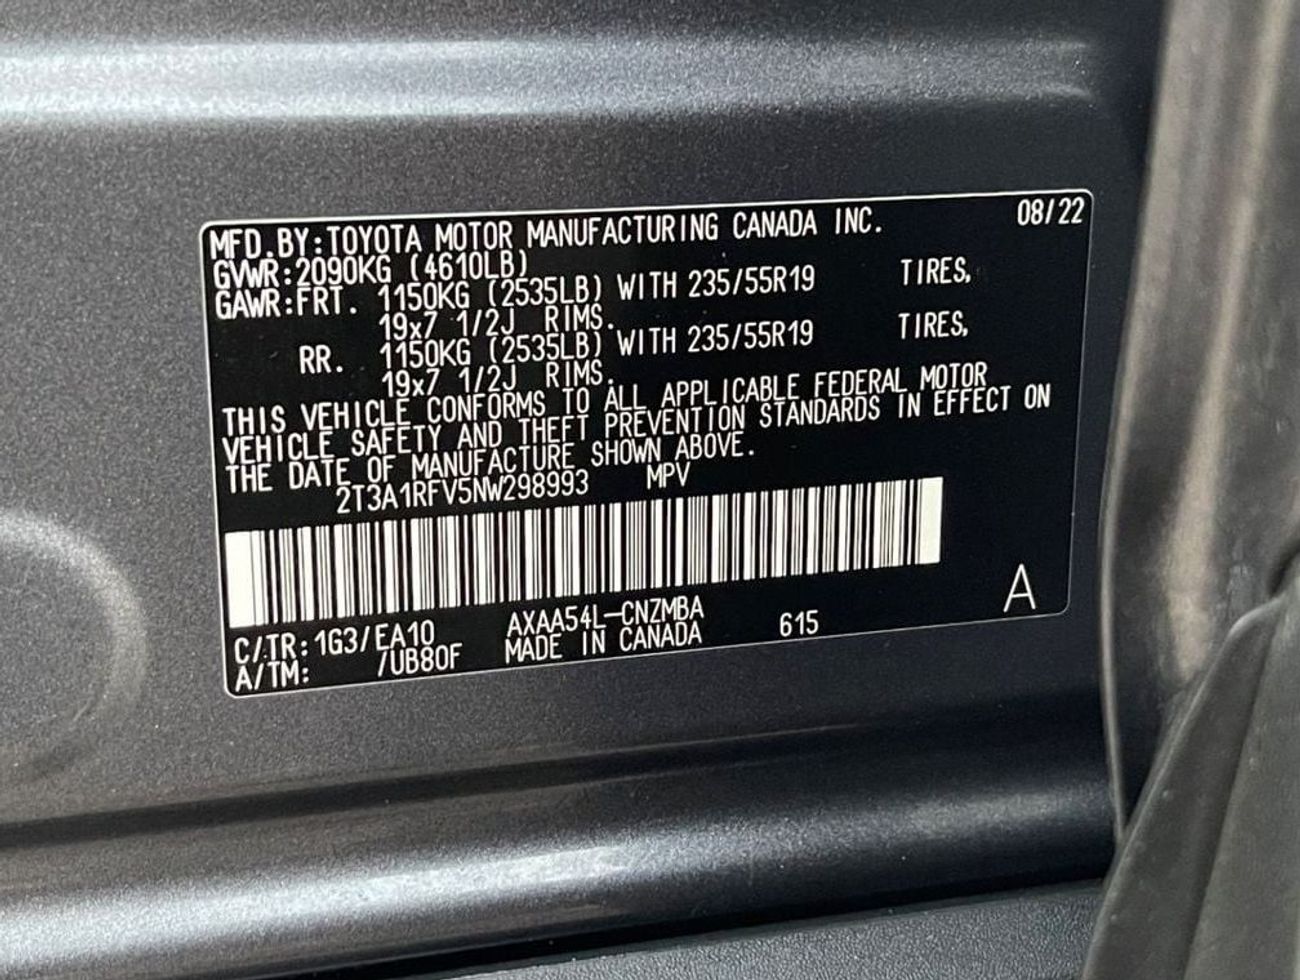 MFD.BY:TOYOTA MOTOR MANUFACTURING CANADA INC. 08/22
GVWR:2090KG (4610LB)
GAWR:FRT. 1150KG (2535LB) WITH 235/55R19 TIRES,
19x7 1/2J RIMS.
RR. 1150KG (2535LB) WITH 235/55R19 TIRES,
19x7 1/2J RIMS.
THIS VEHICLE CONFORMS TO ALL APPLICABLE FEDERAL MOTOR
VEHICLE SAFETY AND THEFT PREVENTION STANDARDS IN EFFECT ON
THE DATE OF MANUFACTURE SHOWN ABOVE.
2T3A1RFV5NW298993 MPV
A
C/TR:1G3/EA10 AXAA54L-CNZMBA 615
A/TM: /UB80F MADE IN CANADA